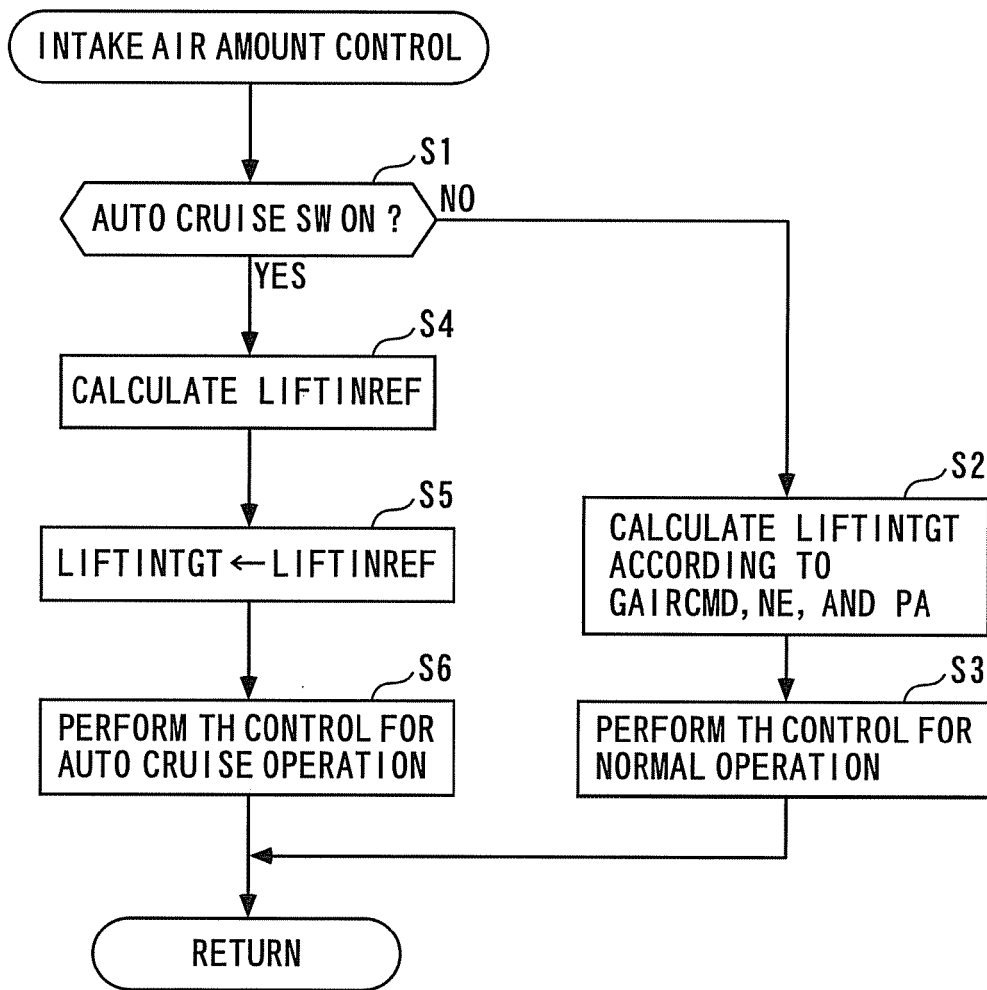 INTAKE AIR AMOUNT CONTROL
S1
AUTO CRUISE SW ON ?
NO
YES
S4
CALCULATE LIFTINREF
S5
LIFTINTGT ← LIFTINREF
S6
PERFORM TH CONTROL FOR
AUTO CRUISE OPERATION
S2
CALCULATE LIFTINTGT
ACCORDING TO
GAIRCMD, NE, AND PA
S3
PERFORM TH CONTROL FOR
NORMAL OPERATION
RETURN